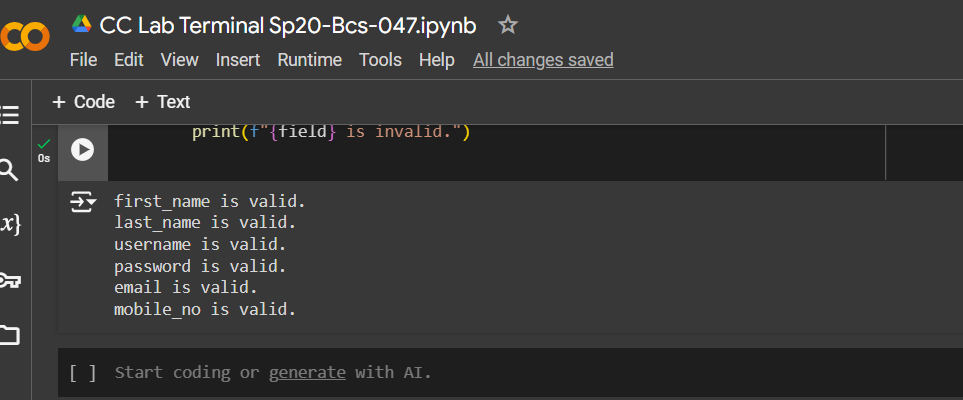 CC Lab Terminal Sp20-Bcs-047.ipynb
File Edit View Insert Runtime Tools Help All changes saved
+ Code + Text
print(f"{field} is invalid.")
0s
first_name is valid.
last_name is valid.
username is valid.
password is valid.
email is valid.
mobile_no is valid.
{x}
[ ] Start coding or generate with AI.